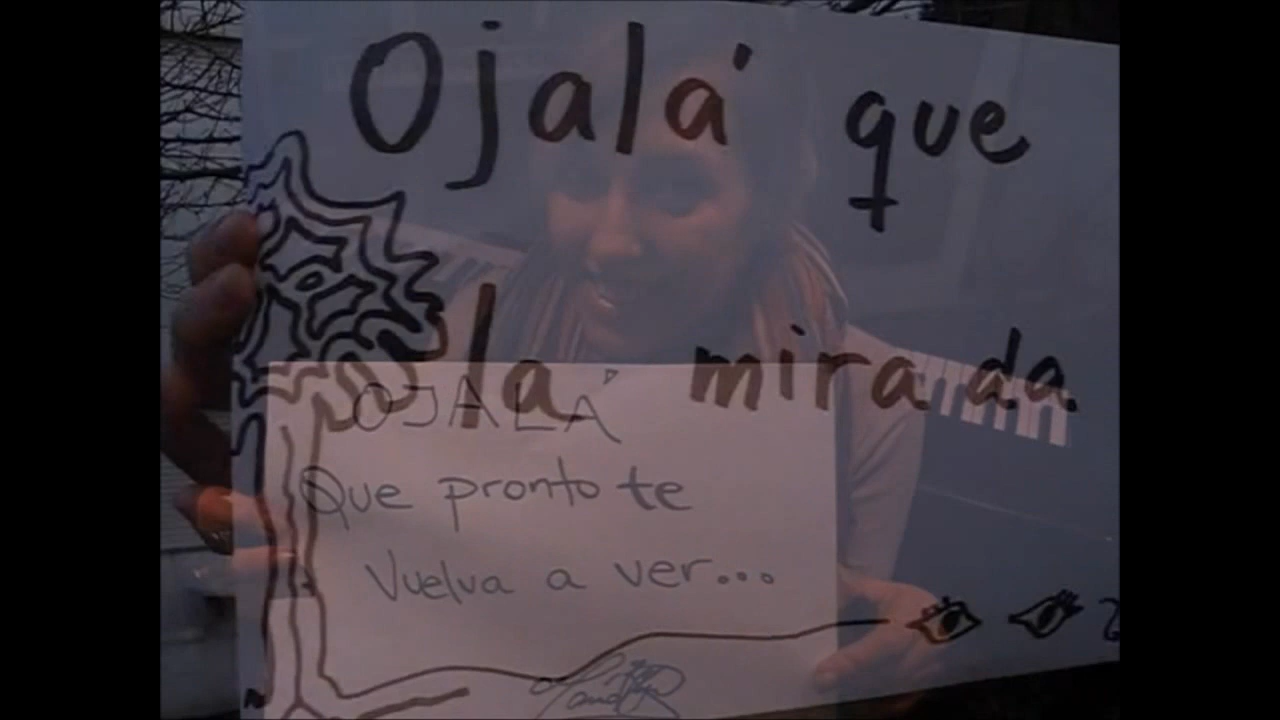 Ojalá que
la mirada
OJALÁ
Que pronto te
Vuelva a ver...